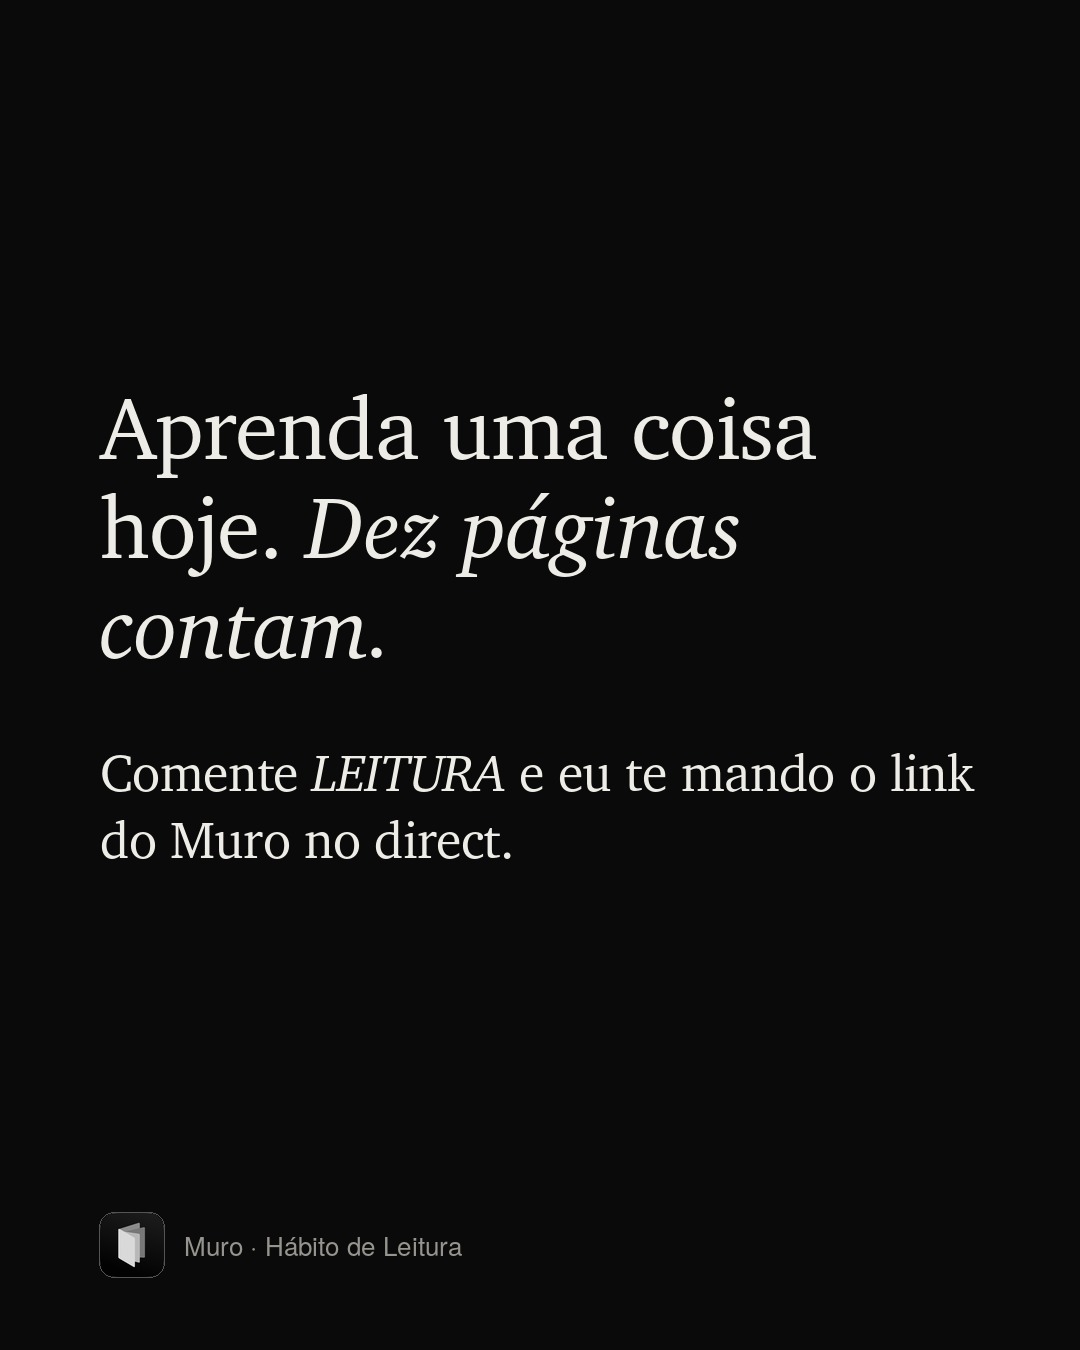 Aprenda uma coisa
hoje. Dez páginas
contam.
Comente LEITURA e eu te mando o link
do Muro no direct.
Muro · Hábito de Leitura